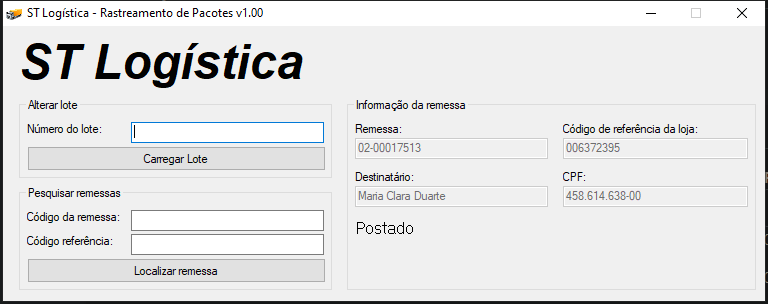 ST Logística - Rastreamento de Pacotes v1.00
ST Logística
Alterar lote
Número do lote:
Carregar Lote
Pesquisar remessas
Código da remessa:
Código referência:
Localizar remessa
Informação da remessa
Remessa:
02-00017513
Código de referência da loja:
006372395
Destinatário:
Maria Clara Duarte
CPF:
458.614.638-00
Postado